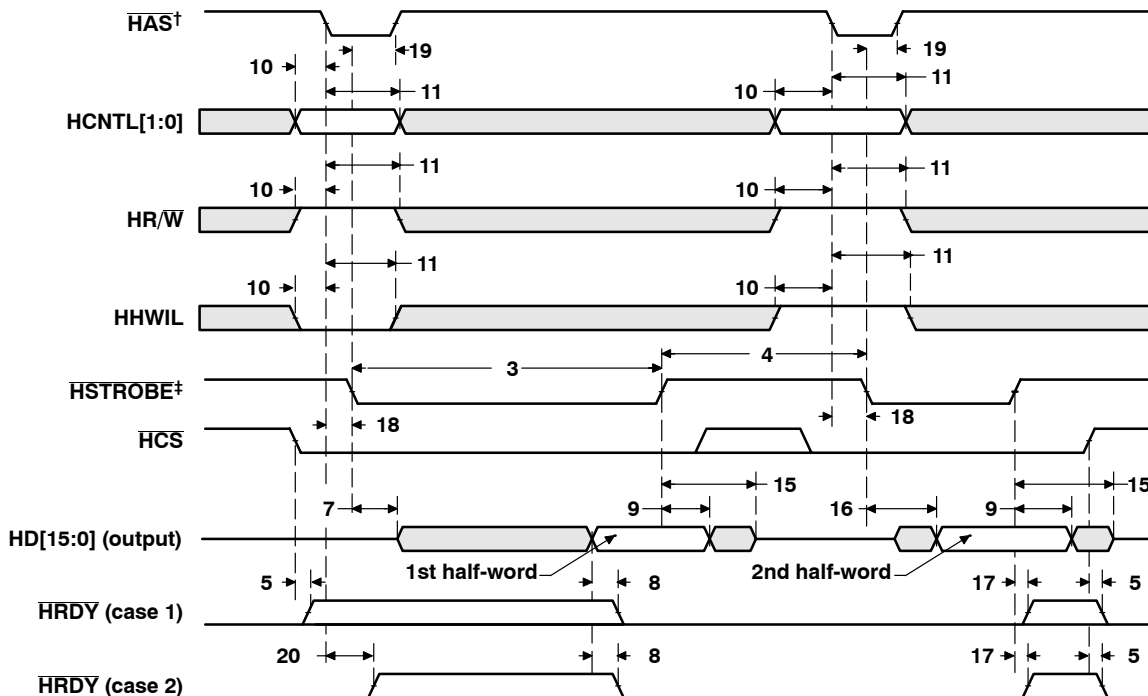 HAS†
19
19
10
11
10
11
HCNTL[1:0]
11
11
10
10
HR/W
11
11
10
10
HHWIL
3
4
HSTROBE‡
18
18
HCS
15
15
7
9
16
9
HD[15:0] (output)
1st half-word
2nd half-word
5
8
17
5
HRDY (case 1)
20
8
17
5
HRDY (case 2)